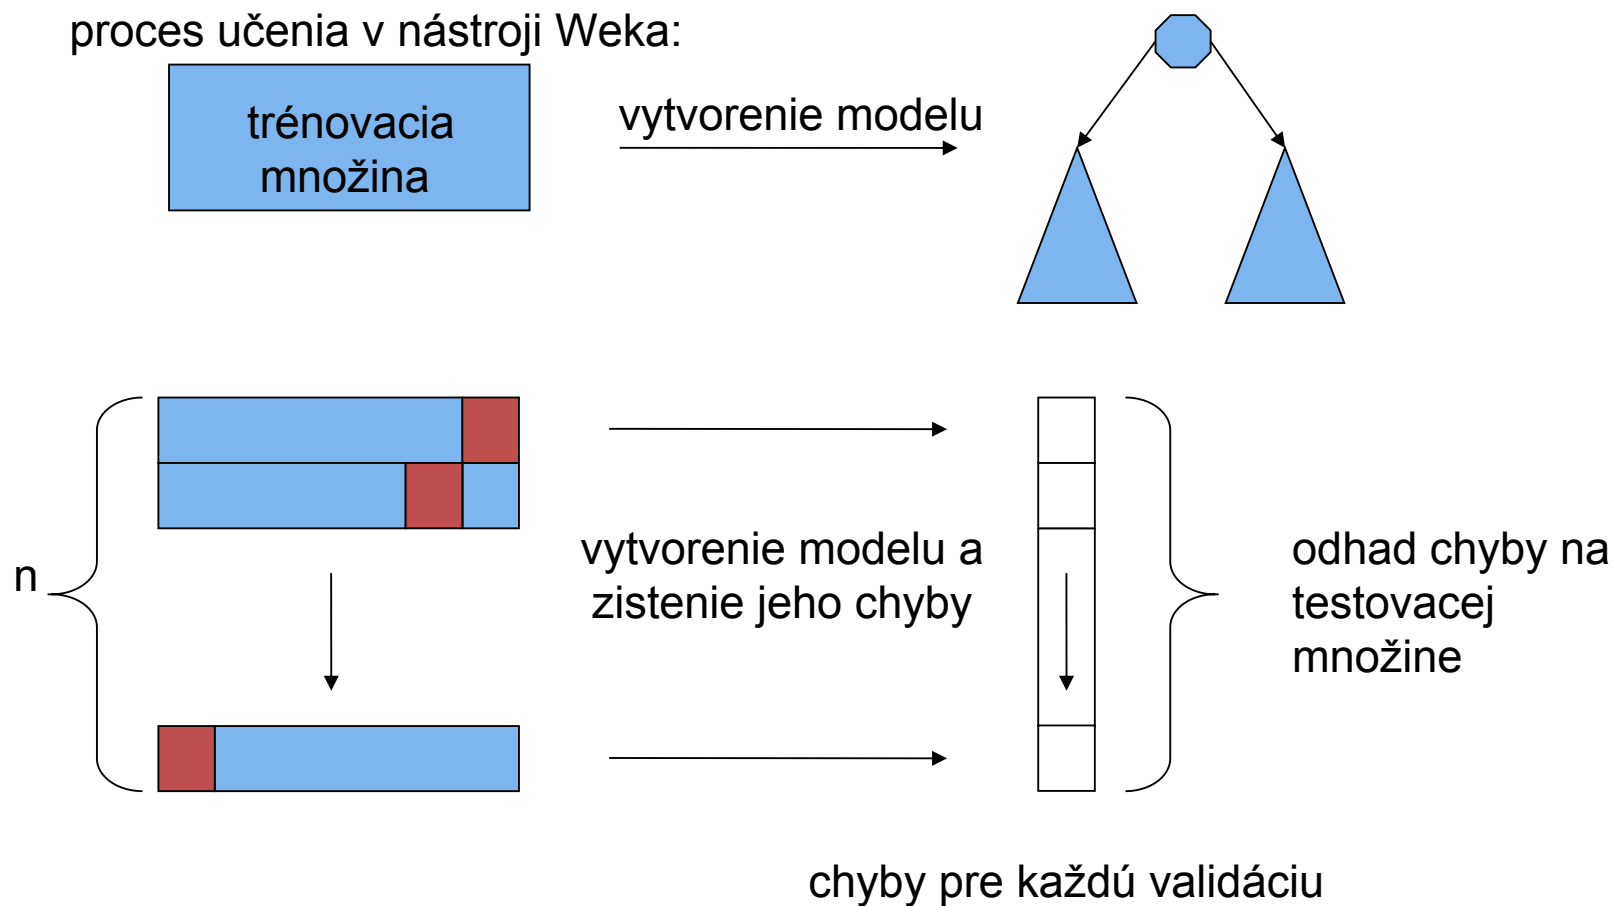 proces učenia v nástroji Weka:
trénovacia
množina
vytvorenie modelu
n
vytvorenie modelu a
zistenie jeho chyby
odhad chyby na
testovacej
množine
chyby pre každú validáciu